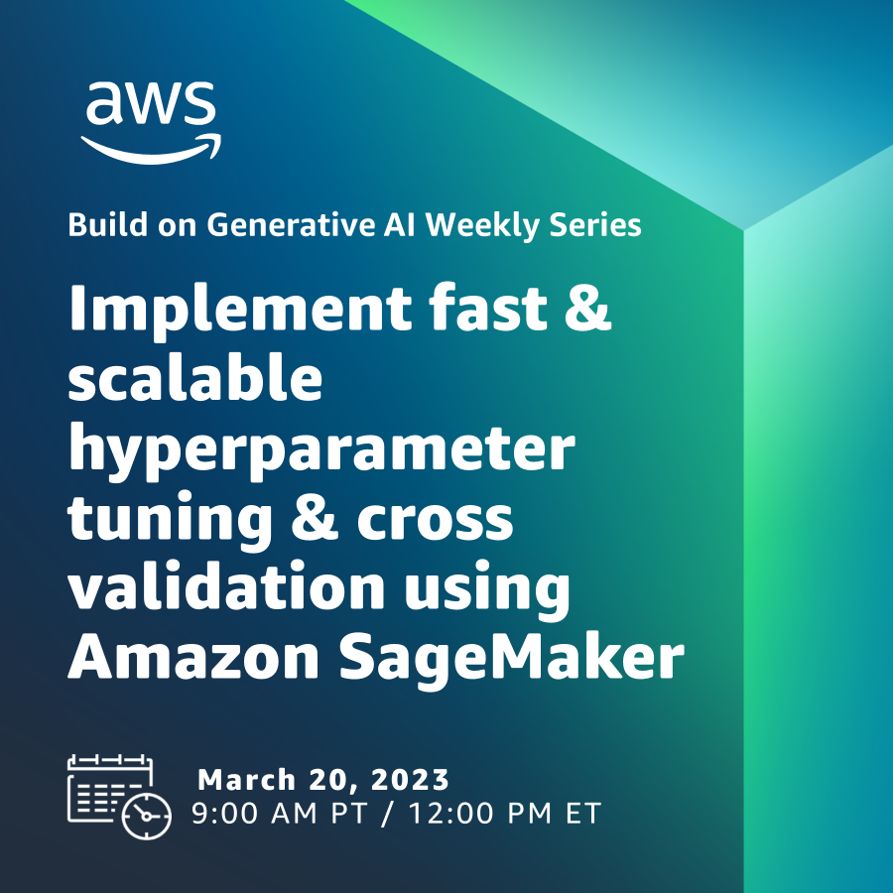 aws
Build on Generative AI Weekly Series
Implement fast &
scalable
hyperparameter
tuning & cross
validation using
Amazon SageMaker
March 20, 2023
9:00 AM PT / 12:00 PM ET